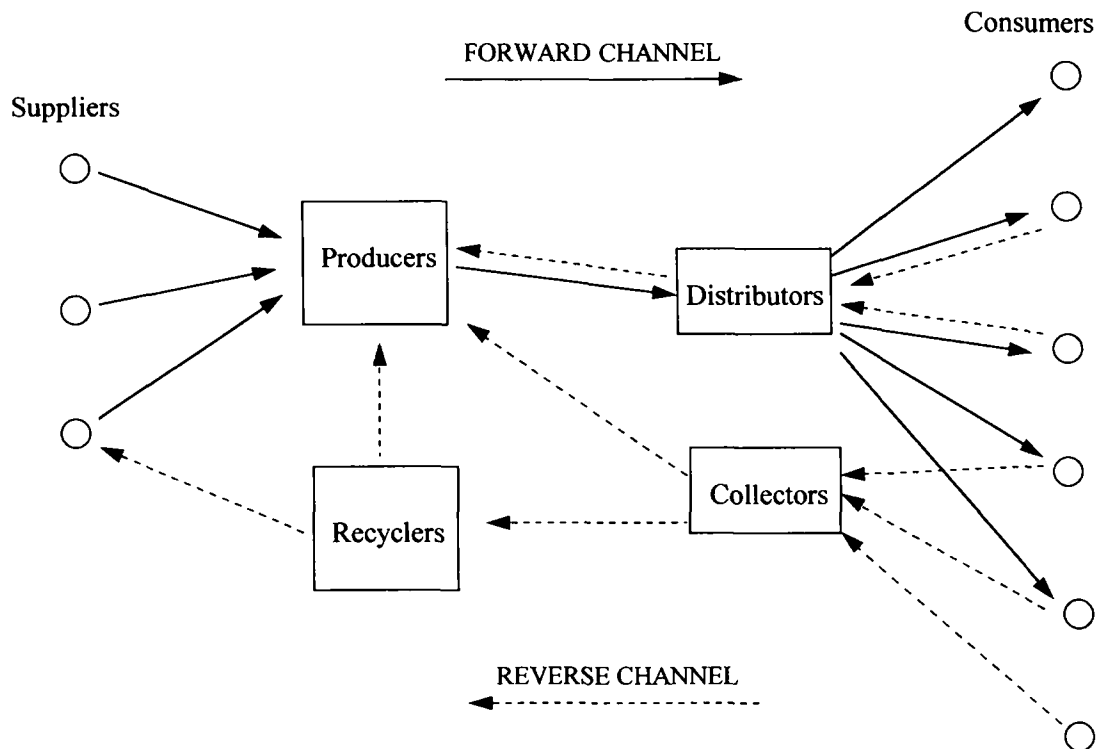 Consumers
FORWARD CHANNEL
Suppliers
Producers
Distributors
Collectors
Recyclers
REVERSE CHANNEL